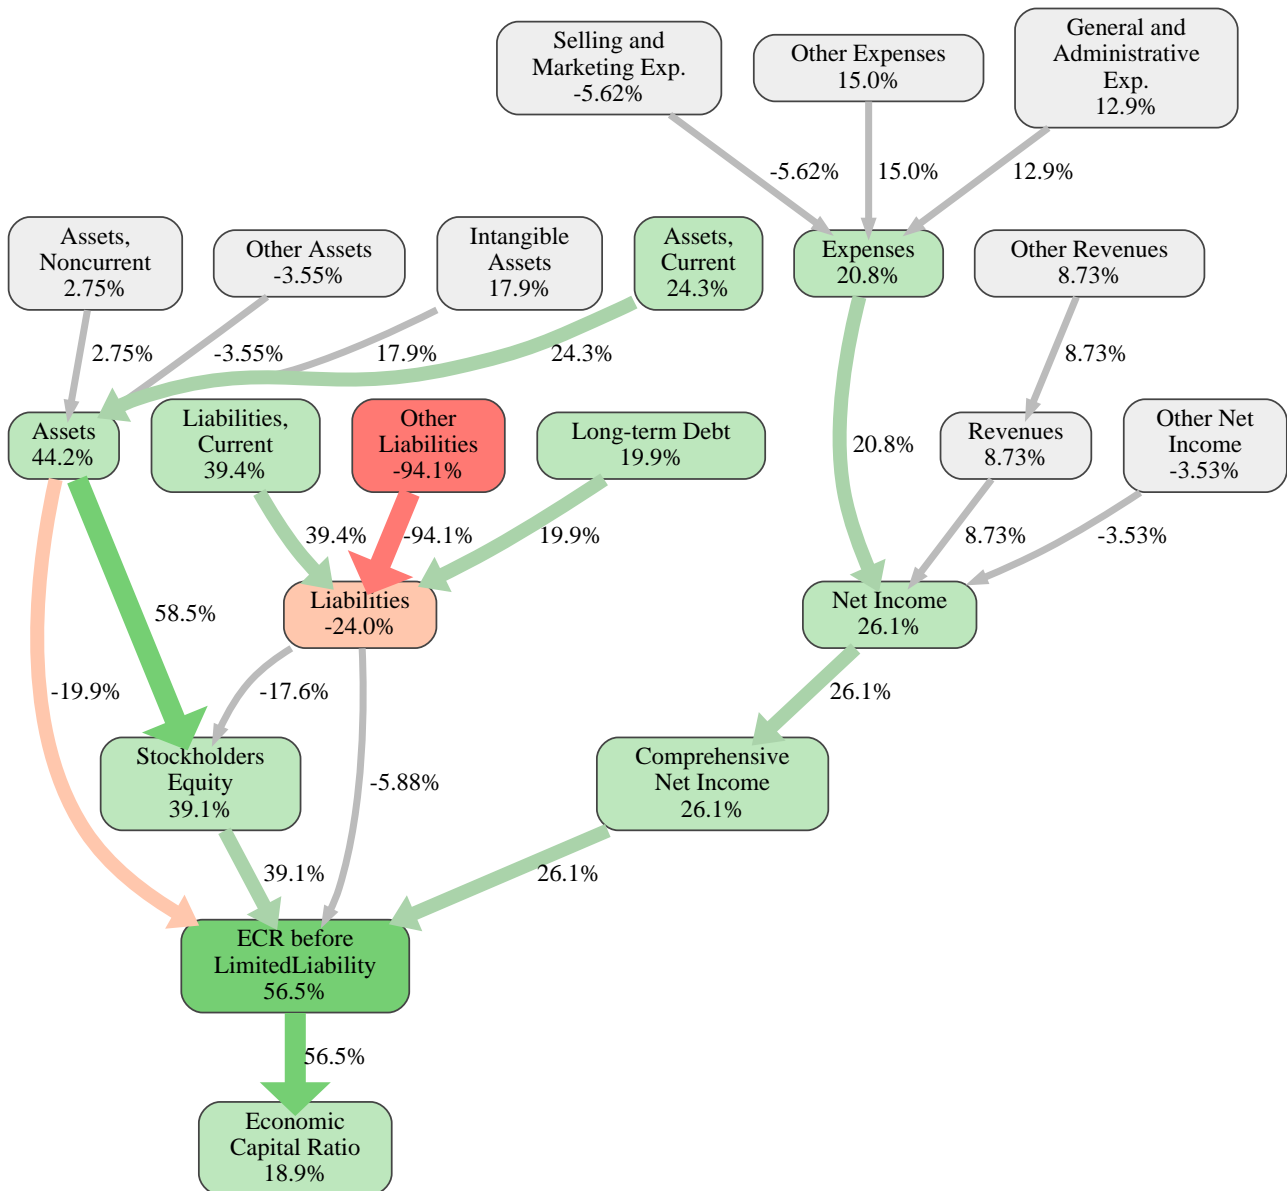 Selling and
Marketing Exp.
-5.62%
Other Expenses
15.0%
General and
Administrative
Exp.
12.9%
-5.62%
15.0%
12.9%
Assets,
Noncurrent
2.75%
Other Assets
-3.55%
Intangible
Assets
17.9%
Assets,
Current
24.3%
Expenses
20.8%
Other Revenues
8.73%
2.75%
-3.55%
17.9%
24.3%
8.73%
Assets
44.2%
Liabilities,
Current
39.4%
Other
Liabilities
-94.1%
Long-term Debt
19.9%
20.8%
Revenues
8.73%
Other Net
Income
-3.53%
39.4%
-94.1%
19.9%
8.73%
-3.53%
58.5%
Liabilities
-24.0%
Net Income
26.1%
-19.9%
-17.6%
26.1%
Stockholders
Equity
39.1%
-5.88%
Comprehensive
Net Income
26.1%
39.1%
26.1%
ECR before
LimitedLiability
56.5%
56.5%
Economic
Capital Ratio
18.9%